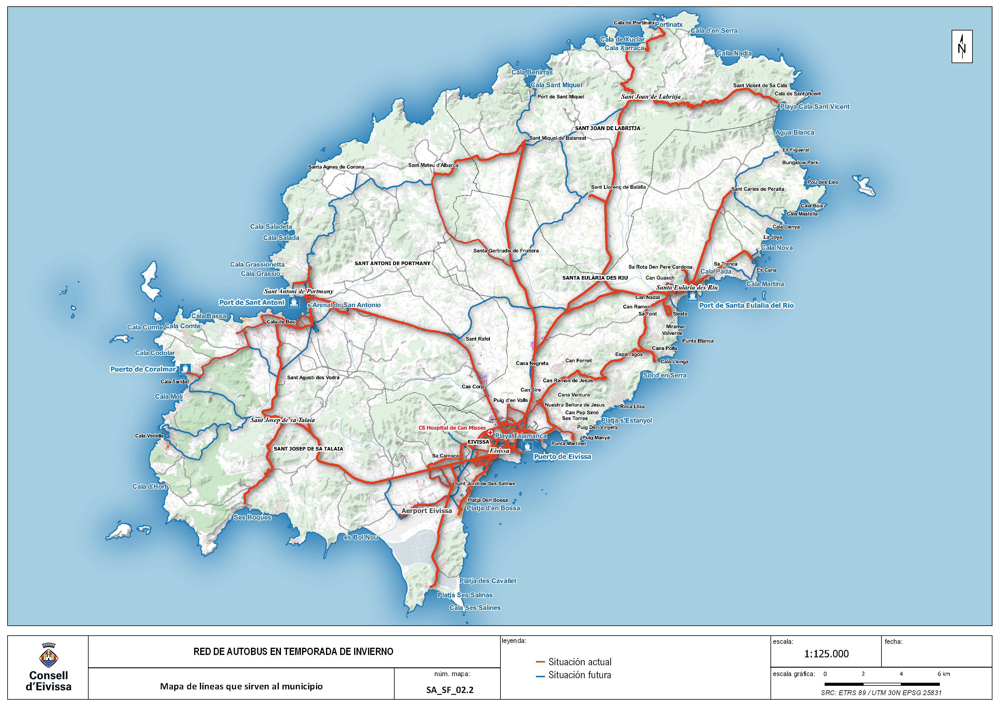 Cala de Portinatx
Portinatx
Cala d'en Serra
Cala de Xuclar
Cala Xarraca
Calla Nadja
N
Cala Benirràs
Cala Sant Miquel
Port de Sant Miquel
Sant Vicent de Sa Cala
Cala de Sant Vicent
Sant Joan de Labritja
Playa Cala Sant Vicent
SANT JOAN DE LABRITJA
Agua Blanca
Sant Miquel de Balansat
Es Figueral
Bungalow Park
Santa Agnes de Corona
Sant Mateu d'Albarca
Pou des Lleo
Sant Llorenç de Balàfia
Sant Carles de Peralta
Cala Boix
Cala Mastella
Cala Saladeta
Cala Llenya
Cala Salada
La Joya
Cala Nova
Santa Gertrudis de Fruitera
Cala Grassionetta
SANT ANTONI DE PORTMANY
Sa Rota Den Pere Cardona
Sa Trenca
Cala Grassio
Cala Pada
Es Cana
SANTA EULÀRIA DES RIU
Can Guasch
Cala Martina
Sant Antoni de Portmany
Santa Eulària des Riu
Port de Sant Antoni
s'Arenal de San Antonio
Can Nadal
Port de Santa Eulalia del Río
Can Ramon
Cala Bassa
Sa Font
Siesta
Cala de Bou
Cala Comte
Cala Comte
Miramar
Valverde
Sant Rafel
Punta Blanca
Cana Polla
Cala Codolar
Espárragos
Can Fornet
Cala Llonga
Cana Negreta
Puerto de Coralmar
Sol d'en Serra
Sant Agusti des Vedrà
Cala Tarida
Can Ramón de Jesús
Cas Corp
Can Sire
Cala Molí
Cana Ventura
Puig d'en Valls
Nuestra Señora de Jesus
Roca Llisa
Can Pep Simó
Ses Torres
Sant Josep de sa Talaia
Platja s'Estanyol
CS Hospital de Can Misses
Puig Den Vinyets
Cala Vedella
Playa Talamanca
Puig Manyá
EIVISSA
Punta Martinet
SANT JOSEP DE SA TALAIA
Eivissa
Sa Carroca
Puerto de Eivissa
Cala d'Hort
Sant Jordi de Ses Salines
Platja Den Bossa
Platja d'en Bossa
Aerport Eivissa
Ses Boques
es Bol Nou
Platja des Cavallet
Platja Ses Salinas
Cala Ses Salines
Consell
d'Eivissa
RED DE AUTOBUS EN TEMPORADA DE INVIERNO
Mapa de líneas que sirven al municipio
núm. mapa:
SA_SF_02.2
leyenda:
Situación actual
Situación futura
escala:
1:125.000
fecha:
escala gráfica:
0 2 4 6 km
SRC: ETRS 89 / UTM 30N EPSG 25831